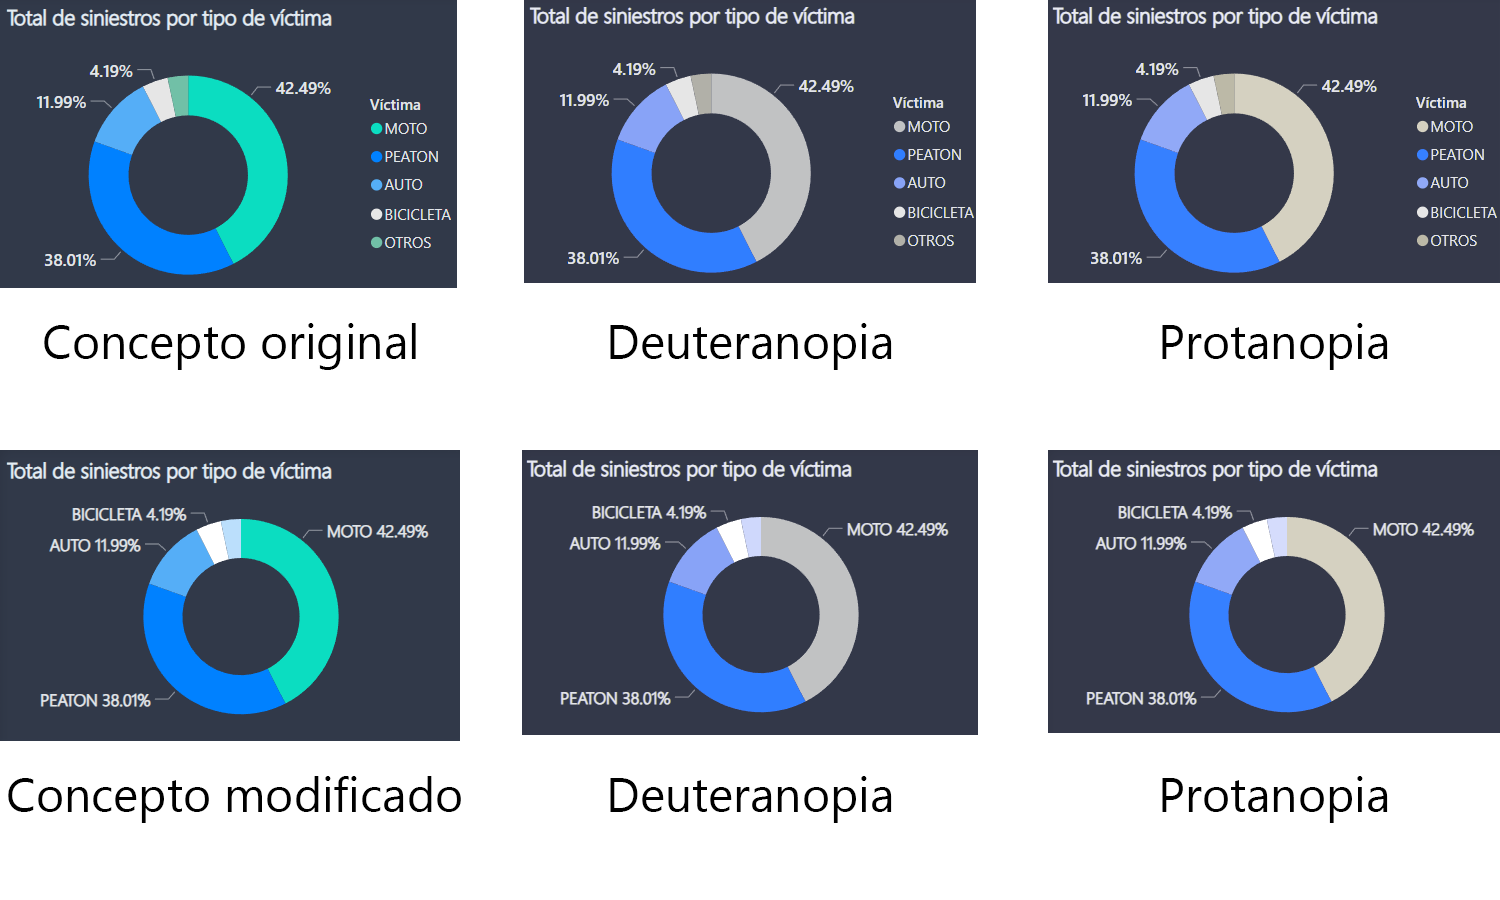 Total de siniestros por tipo de víctima
4.19%
42.49%
11.99%
38.01%
Víctima
MOTO
PEATON
AUTO
BICICLETA
OTROS
Concepto original
Total de siniestros por tipo de víctima
4.19%
42.49%
11.99%
38.01%
Víctima
MOTO
PEATON
AUTO
BICICLETA
OTROS
Deuteranopia
Total de siniestros por tipo de víctima
4.19%
42.49%
11.99%
38.01%
Víctima
MOTO
PEATON
AUTO
BICICLETA
OTROS
Protanopia
Total de siniestros por tipo de víctima
BICICLETA 4.19%
MOTO 42.49%
AUTO 11.99%
PEATON 38.01%
Concepto modificado
Total de siniestros por tipo de víctima
BICICLETA 4.19%
MOTO 42.49%
AUTO 11.99%
PEATON 38.01%
Deuteranopia
Total de siniestros por tipo de víctima
BICICLETA 4.19%
MOTO 42.49%
AUTO 11.99%
PEATON 38.01%
Protanopia